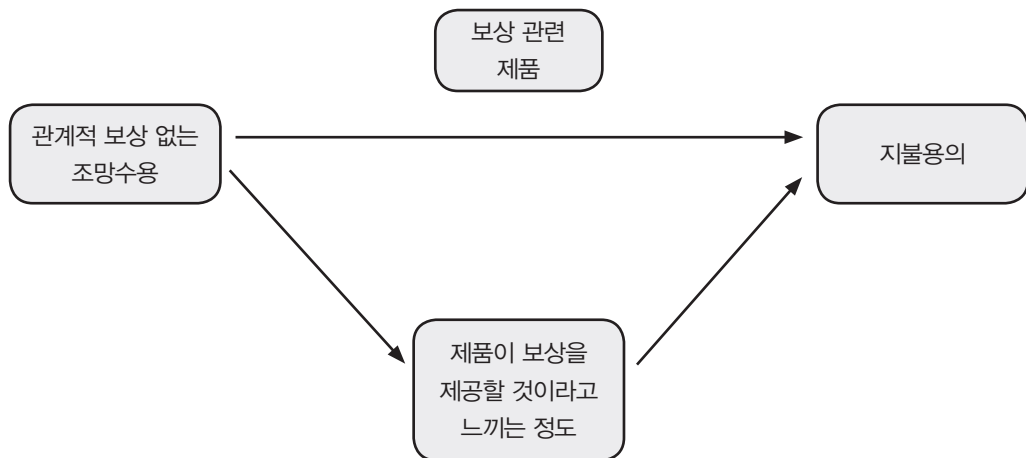 보상 관련
제품
관계적 보상 없는
조망수용
지불용의
제품이 보상을
제공할 것이라고
느끼는 정도